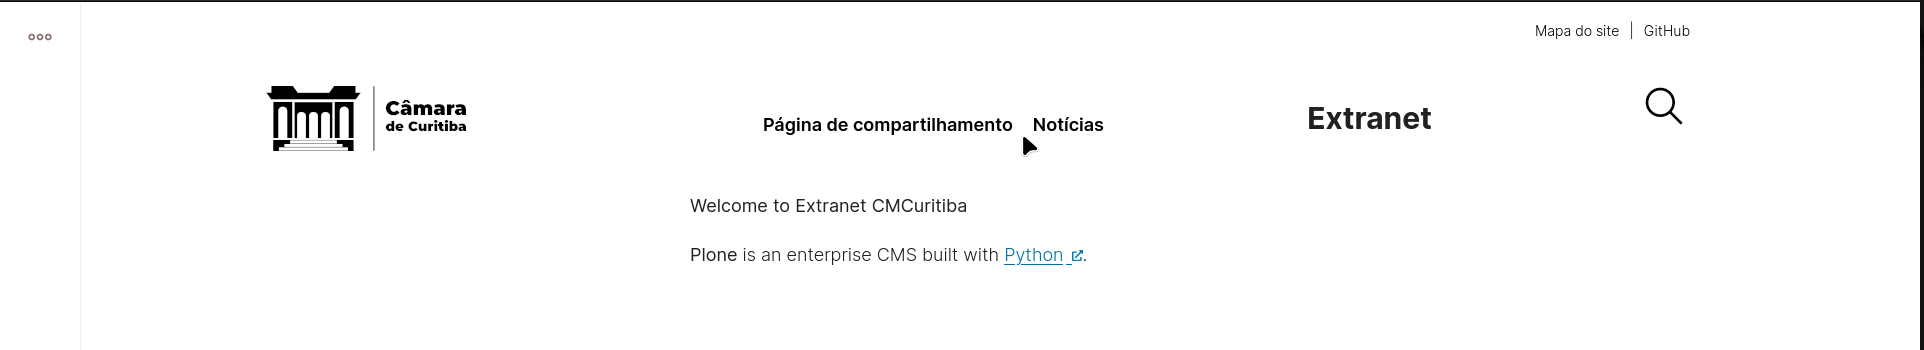 Mapa do site | GitHub
Câmara
de Curitiba
Página de compartilhamento Notícias
Extranet
Welcome to Extranet CMCuritiba
Plone is an enterprise CMS built with Python.